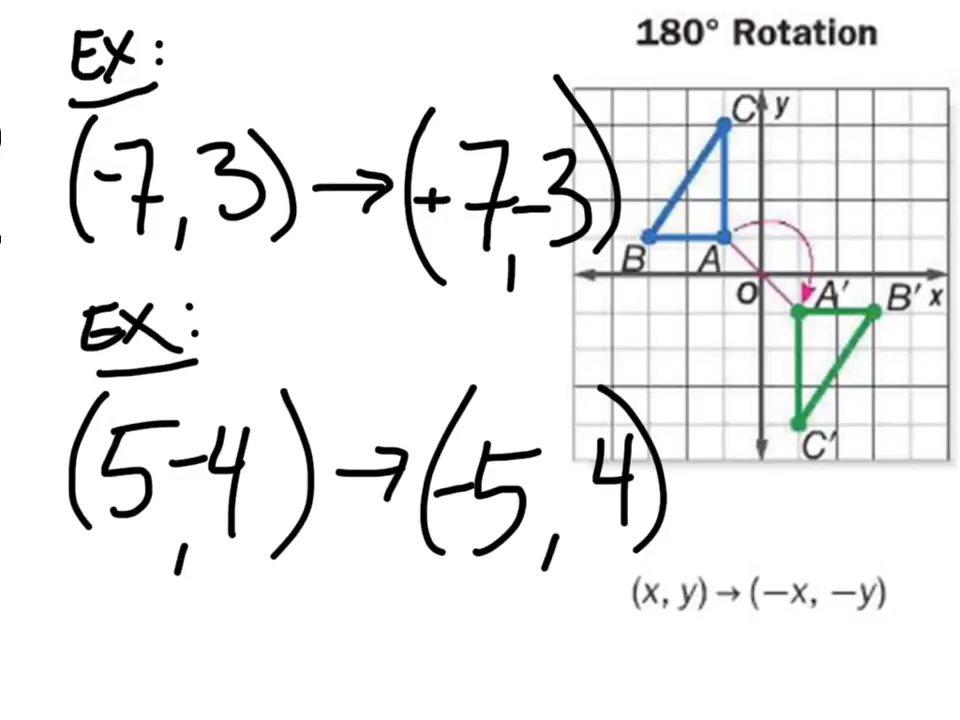 EX:
(-7, 3) → (+7, -3)
EX:
(5, -4) → (-5, 4)
180° Rotation
C y
B A
O A' B' x
C'
(x, y) → (−x, −y)